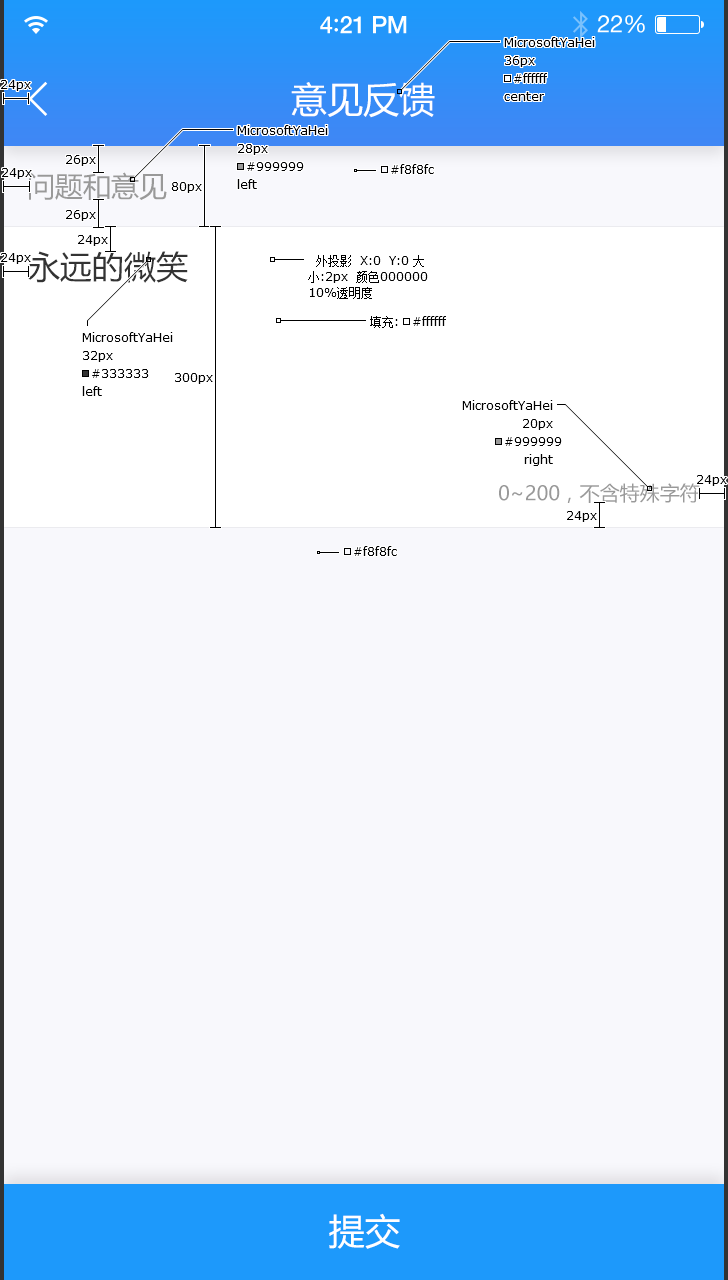 4:21 PM
22%
MicrosoftYaHei
36px
#ffffff
center
24px
意见反馈
MicrosoftYaHei
28px
#999999
left
26px
24px
问题和意见
80px
#f8f8fc
26px
24px
24px
永远的微笑
外投影 X:0 Y:0 大
小:2px 颜色000000
10%透明度
填充: #ffffff
MicrosoftYaHei
32px
#333333
left
300px
MicrosoftYaHei
20px
#999999
right
24px
0~200，不含特殊字符
24px
#f8f8fc
提交